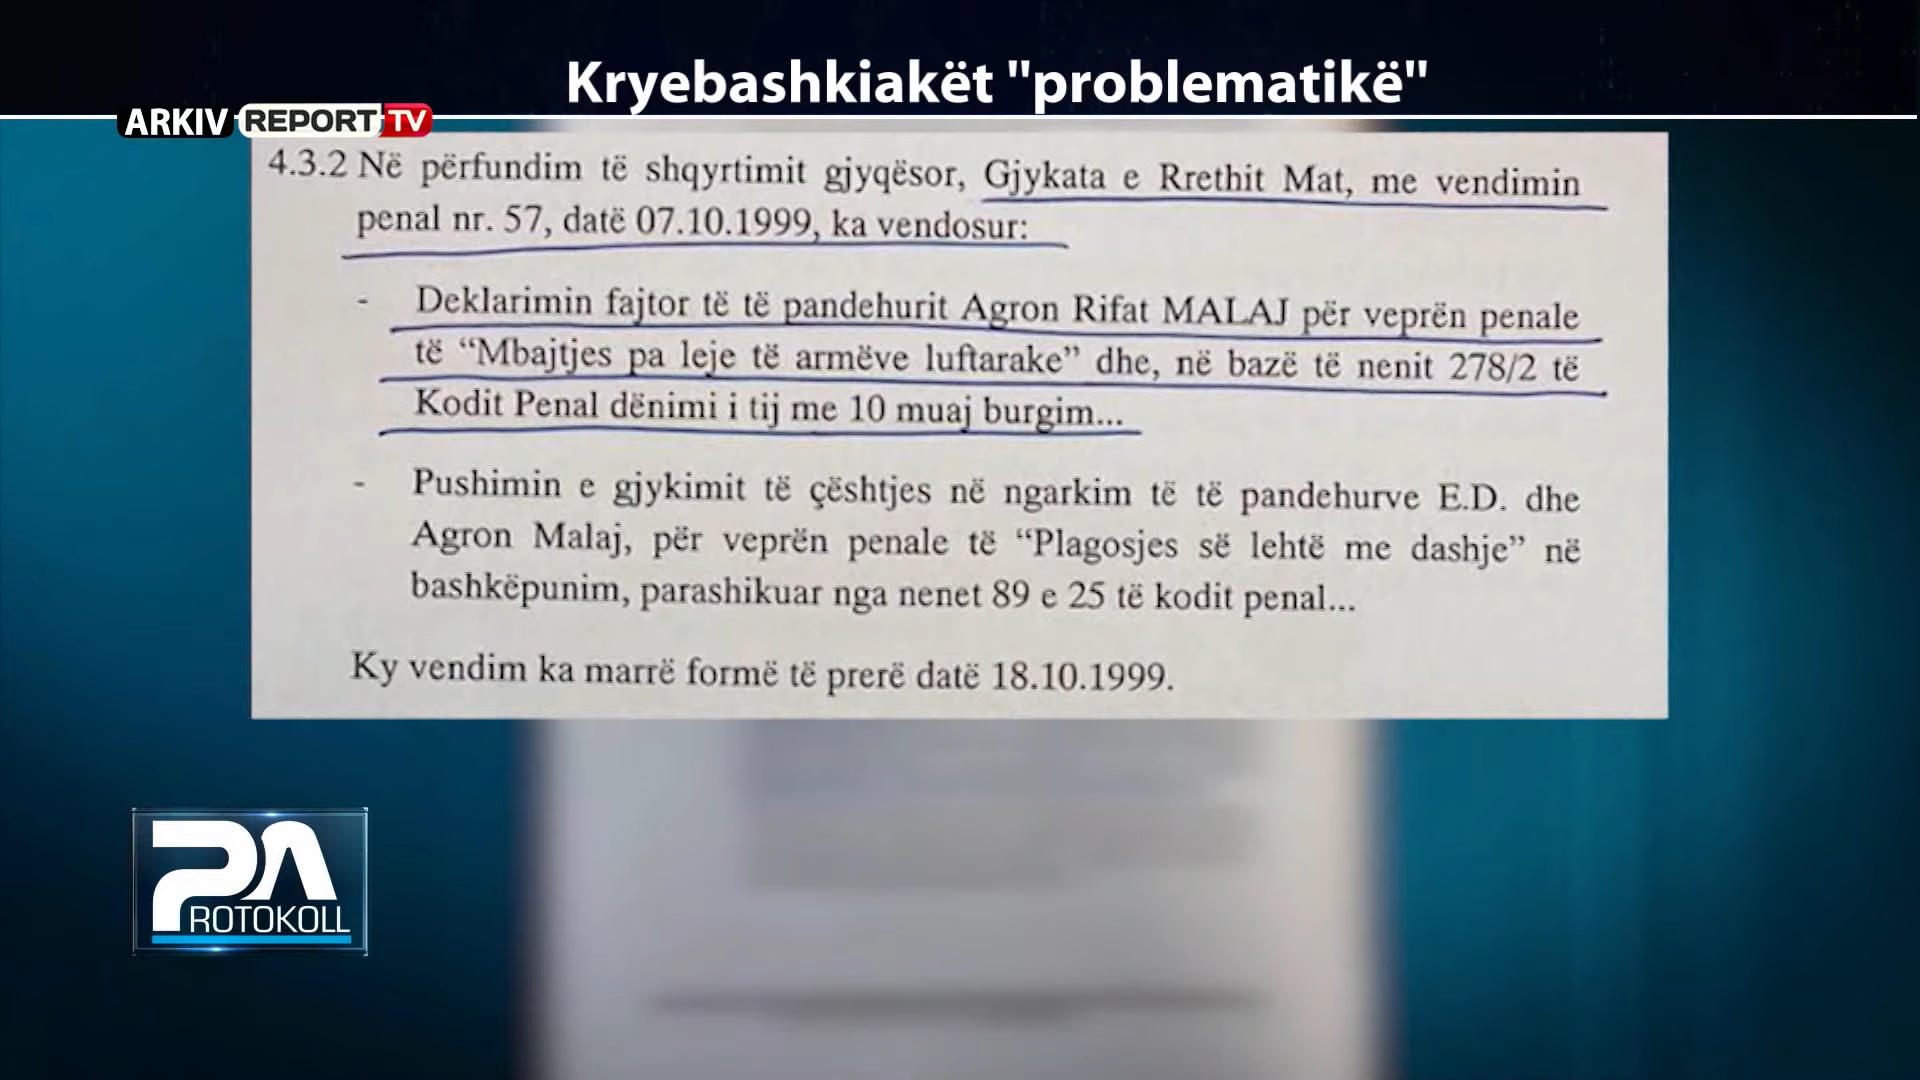 Kryebashkiakët "problematikë"
ARKIV REPORT TV
4.3.2 Në përfundim të shqyrtimit gjyqësor, Gjykata e Rrethit Mat, me vendimin
penal nr. 57, datë 07.10.1999, ka vendosur:
- Deklarimin fajtor të të pandehurit Agron Rifat MALAJ për veprën penale
të “Mbajtjes pa leje të armëve luftarake” dhe, në bazë të nenit 278/2 të
Kodit Penal dënimi i tij me 10 muaj burgim...
- Pushimin e gjykimit të çështjes në ngarkim të të pandehurve E.D. dhe
Agron Malaj, për veprën penale të “Plagosjes së lehtë me dashje” në
bashkëpunim, parashikuar nga nenet 89 e 25 të kodit penal...
Ky vendim ka marrë formë të prerë datë 18.10.1999.
PA
ROTOKOLL